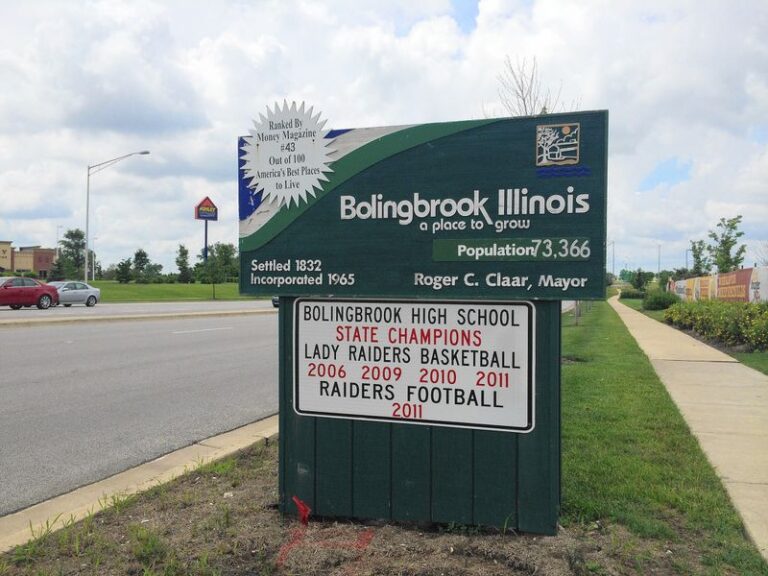 Ranked By
Money Magazine
#43
Out of 100
America's Best Places
to Live
Bolingbrook Illinois
a place to grow
Population 73,366
Settled 1832
Incorporated 1965
Roger C. Claar, Mayor
BOLINGBROOK HIGH SCHOOL
STATE CHAMPIONS
LADY RAIDERS BASKETBALL
2006 2009 2010 2011
RAIDERS FOOTBALL
2011
ASHLEY